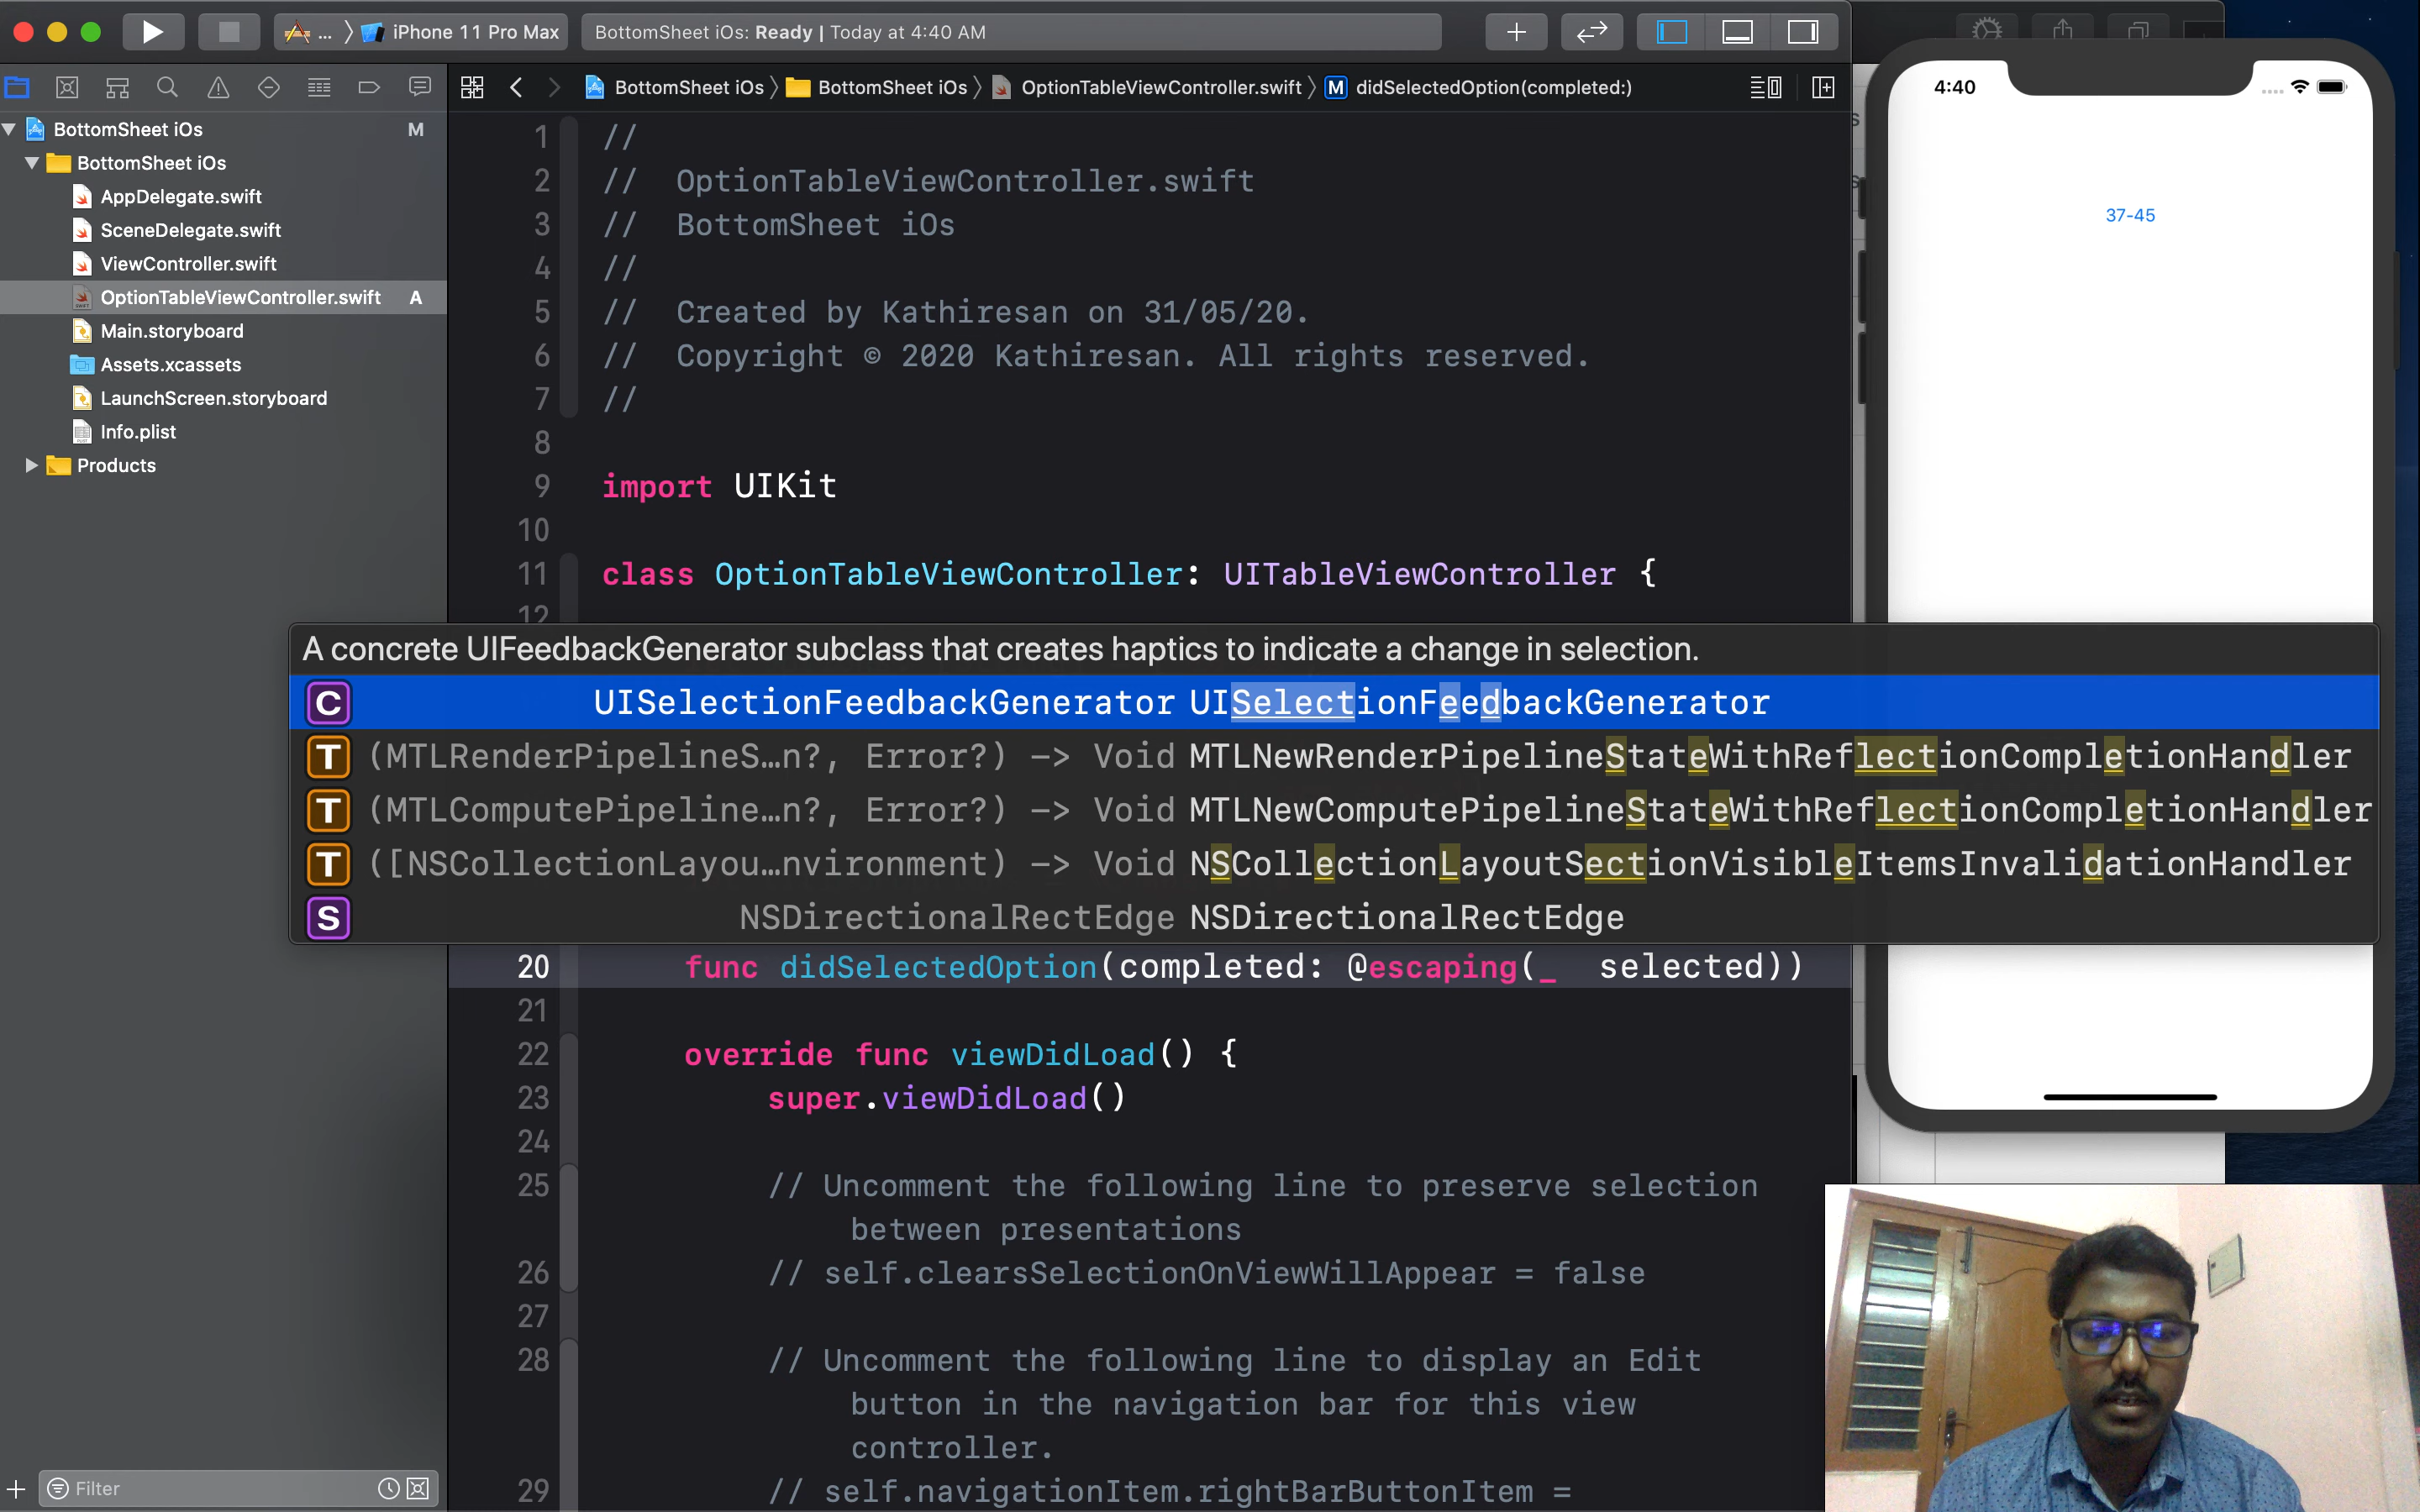 ... iPhone 11 Pro Max
BottomSheet iOs: Ready | Today at 4:40 AM
BottomSheet iOs BottomSheet iOs OptionTableViewController.swift M didSelectedOption(completed:)
BottomSheet iOs M
BottomSheet iOs
AppDelegate.swift
SceneDelegate.swift
ViewController.swift
OptionTableViewController.swift A
Main.storyboard
Assets.xcassets
LaunchScreen.storyboard
Info.plist
Products
Filter
1 //
2 // OptionTableViewController.swift
3 // BottomSheet iOs
4 //
5 // Created by Kathiresan on 31/05/20.
6 // Copyright © 2020 Kathiresan. All rights reserved.
7 //
8
9 import UIKit
10
11 class OptionTableViewController: UITableViewController {
12
A concrete UIFeedbackGenerator subclass that creates haptics to indicate a change in selection.
C UISelectionFeedbackGenerator UISelectionFeedbackGenerator
T (MTLRenderPipelineS…n?, Error?) -> Void MTLNewRenderPipelineStateWithReflectionCompletionHandler
T (MTLComputePipeline…n?, Error?) -> Void MTLNewComputePipelineStateWithReflectionCompletionHandler
T ([NSCollectionLayou…nvironment) -> Void NSCollectionLayoutSectionVisibleItemsInvalidationHandler
S NSDirectionalRectEdge NSDirectionalRectEdge
20 func didSelectedOption(completed: @escaping(_  selected))
21
22 override func viewDidLoad() {
23 super.viewDidLoad()
24
25 // Uncomment the following line to preserve selection
between presentations
26 // self.clearsSelectionOnViewWillAppear = false
27
28 // Uncomment the following line to display an Edit
button in the navigation bar for this view
controller.
29 // self.navigationItem.rightBarButtonItem =
4:40
37-45